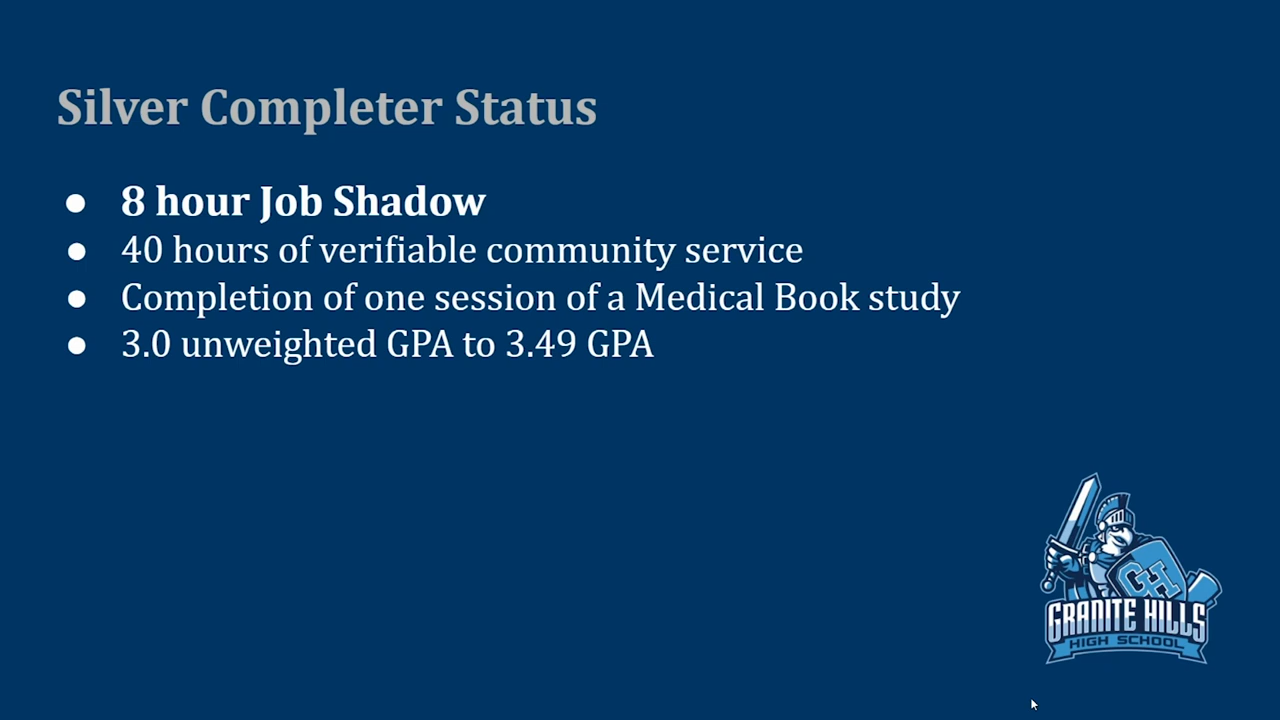 Silver Completer Status
● 8 hour Job Shadow
● 40 hours of verifiable community service
● Completion of one session of a Medical Book study
● 3.0 unweighted GPA to 3.49 GPA
GH
GRANITE HILLS
HIGH SCHOOL